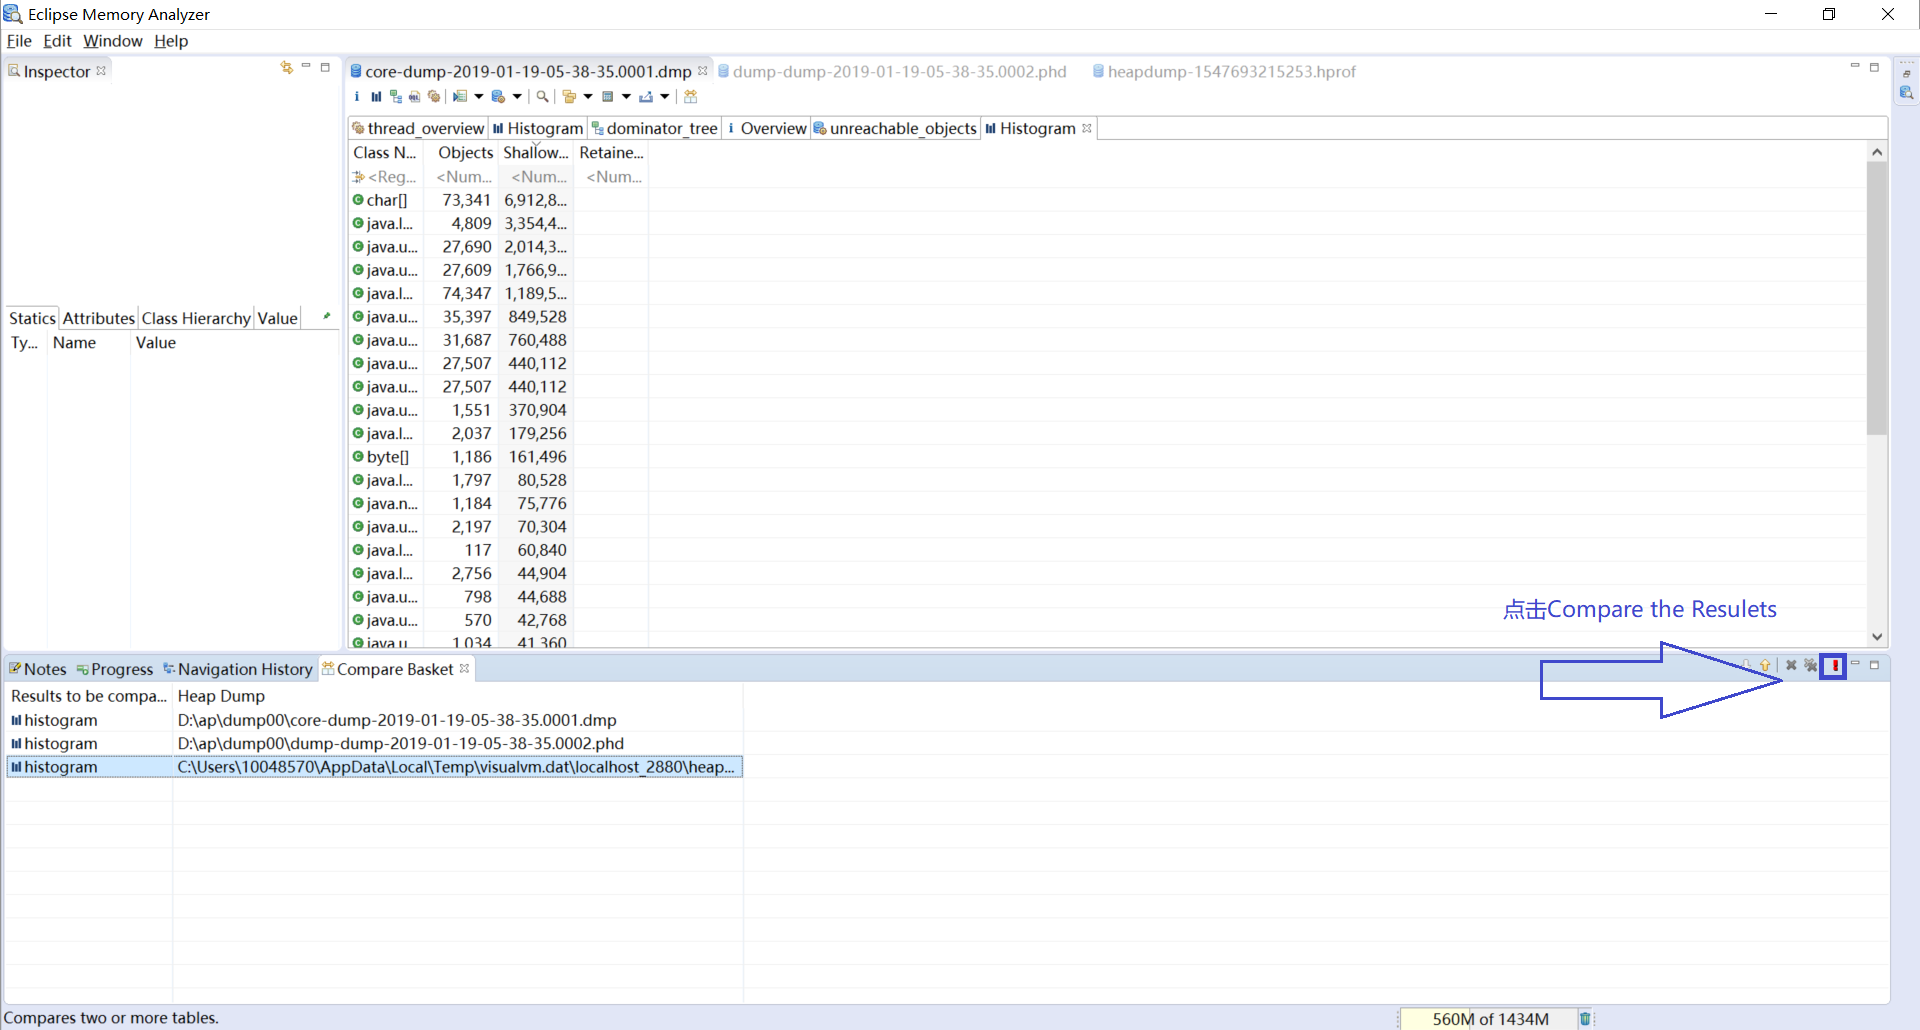 Eclipse Memory Analyzer
File Edit Window Help
Inspector
core-dump-2019-01-19-05-38-35.0001.dmp dump-dump-2019-01-19-05-38-35.0002.phd heapdump-1547693215253.hprof
thread_overview Histogram dominator_tree Overview unreachable_objects Histogram
Class N... Objects Shallow... Retaine...
<Reg... <Num... <Num... <Num...
char[] 73,341 6,912,8...
java.l... 4,809 3,354,4...
java.u... 27,690 2,014,3...
java.u... 27,609 1,766,9...
java.l... 74,347 1,189,5...
java.u... 35,397 849,528
java.u... 31,687 760,488
java.u... 27,507 440,112
java.u... 27,507 440,112
java.u... 1,551 370,904
java.l... 2,037 179,256
byte[] 1,186 161,496
java.l... 1,797 80,528
java.n... 1,184 75,776
java.u... 2,197 70,304
java.l... 117 60,840
java.l... 2,756 44,904
java.u... 798 44,688
java.u... 570 42,768
java.u... 1,034 41,360
Statics Attributes Class Hierarchy Value
Ty... Name Value
点击Compare the Resulets
Notes Progress Navigation History Compare Basket
Results to be compa... Heap Dump
histogram D:\ap\dump00\core-dump-2019-01-19-05-38-35.0001.dmp
histogram D:\ap\dump00\dump-dump-2019-01-19-05-38-35.0002.phd
histogram C:\Users\10048570\AppData\Local\Temp\visualvm.dat\localhost_2880\heap...
Compares two or more tables.
560M of 1434M